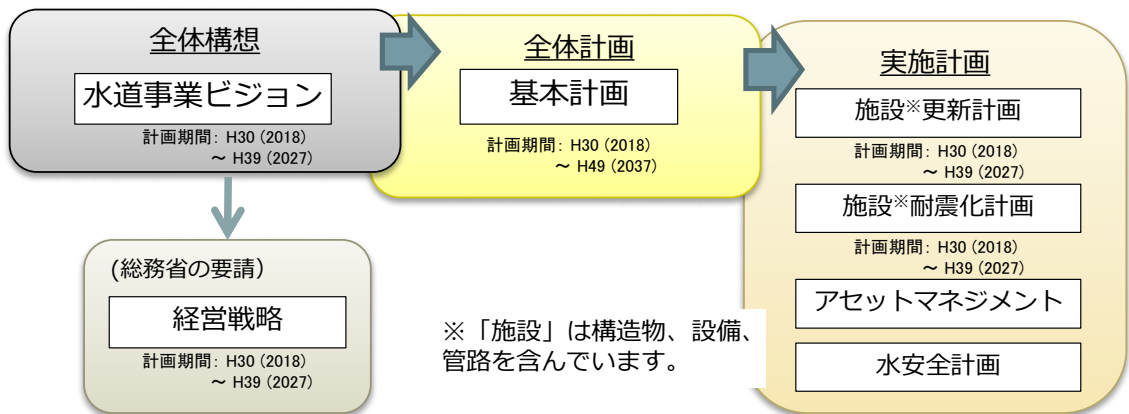 全体構想
水道事業ビジョン
計画期間: H30 (2018)
～ H39 (2027)
(総務省の要請)
経営戦略
計画期間: H30 (2018)
～ H39 (2027)
全体計画
基本計画
計画期間: H30 (2018)
～ H49 (2037)
※「施設」は構造物、設備、
管路を含んでいます。
実施計画
施設※更新計画
計画期間: H30 (2018)
～ H39 (2027)
施設※耐震化計画
計画期間: H30 (2018)
～ H39 (2027)
アセットマネジメント
水安全計画